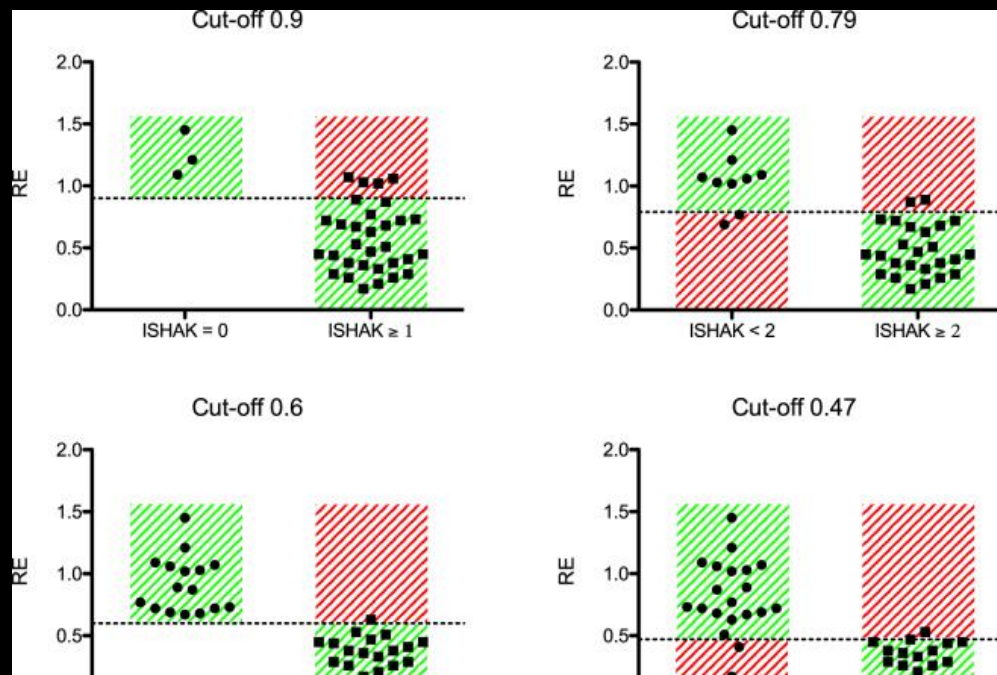 Cut-off 0.9
2.0
1.5
RE
1.0
0.5
0.0
ISHAK = 0
ISHAK ≥ 1
Cut-off 0.79
2.0
1.5
RE
1.0
0.5
0.0
ISHAK < 2
ISHAK ≥ 2
Cut-off 0.6
2.0
1.5
RE
1.0
0.5
Cut-off 0.47
2.0
1.5
RE
1.0
0.5